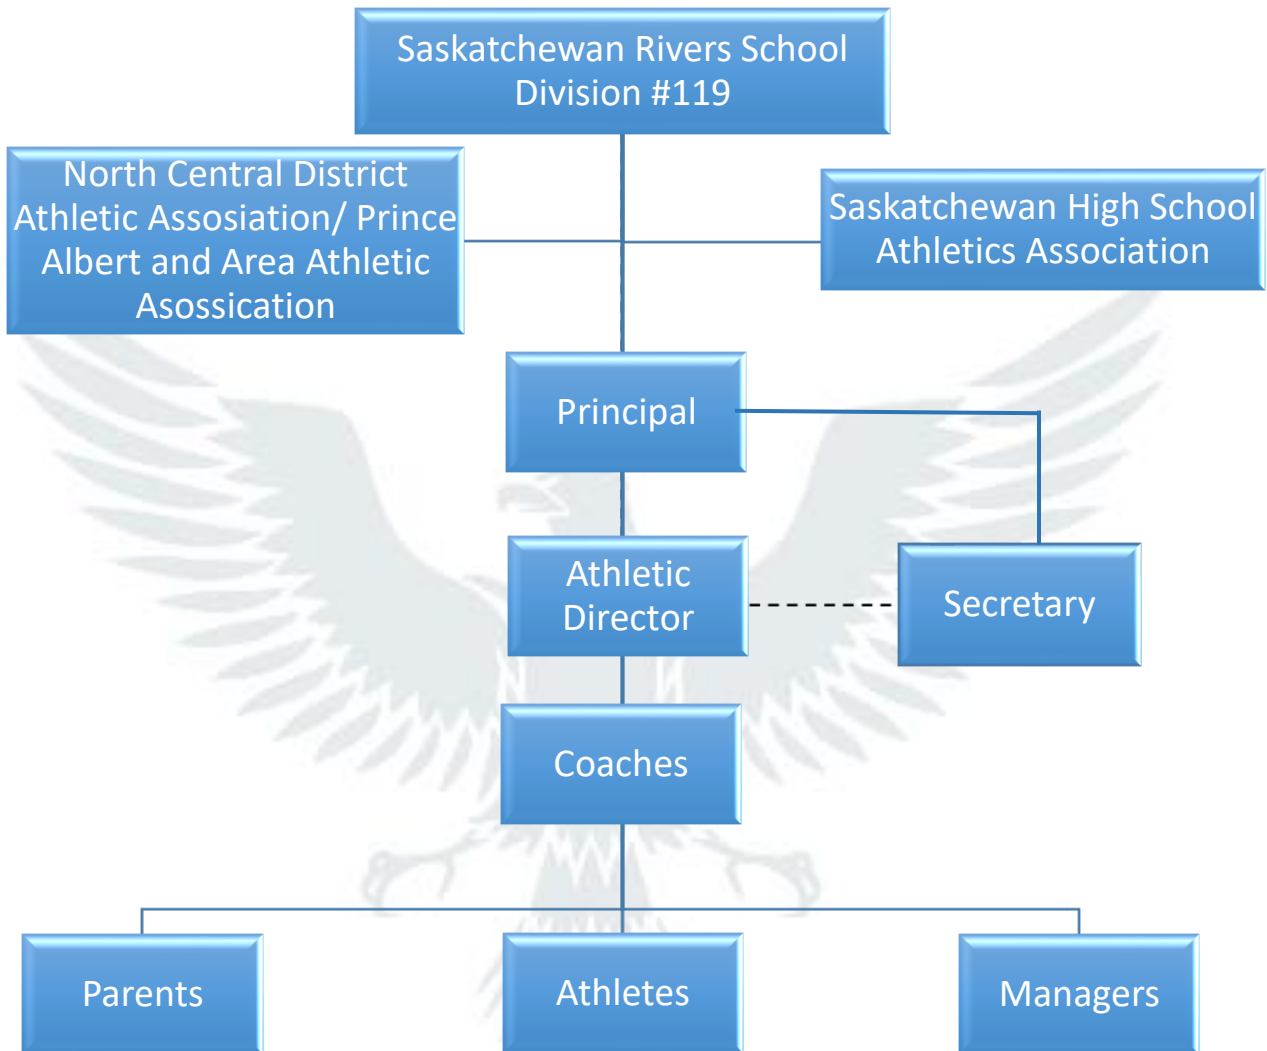 Saskatchewan Rivers School
Division #119
North Central District
Athletic Assosiation/ Prince
Albert and Area Athletic
Asossication
Saskatchewan High School
Athletics Association
Principal
Athletic
Director
Secretary
Coaches
Parents
Athletes
Managers